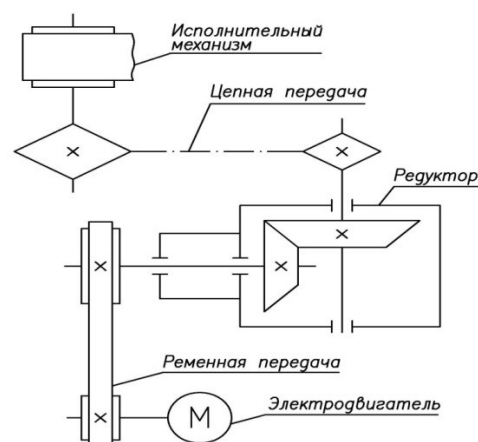 Исполнительный
механизм
Цепная передача
Редуктор
Ременная передача
Электродвигатель
М